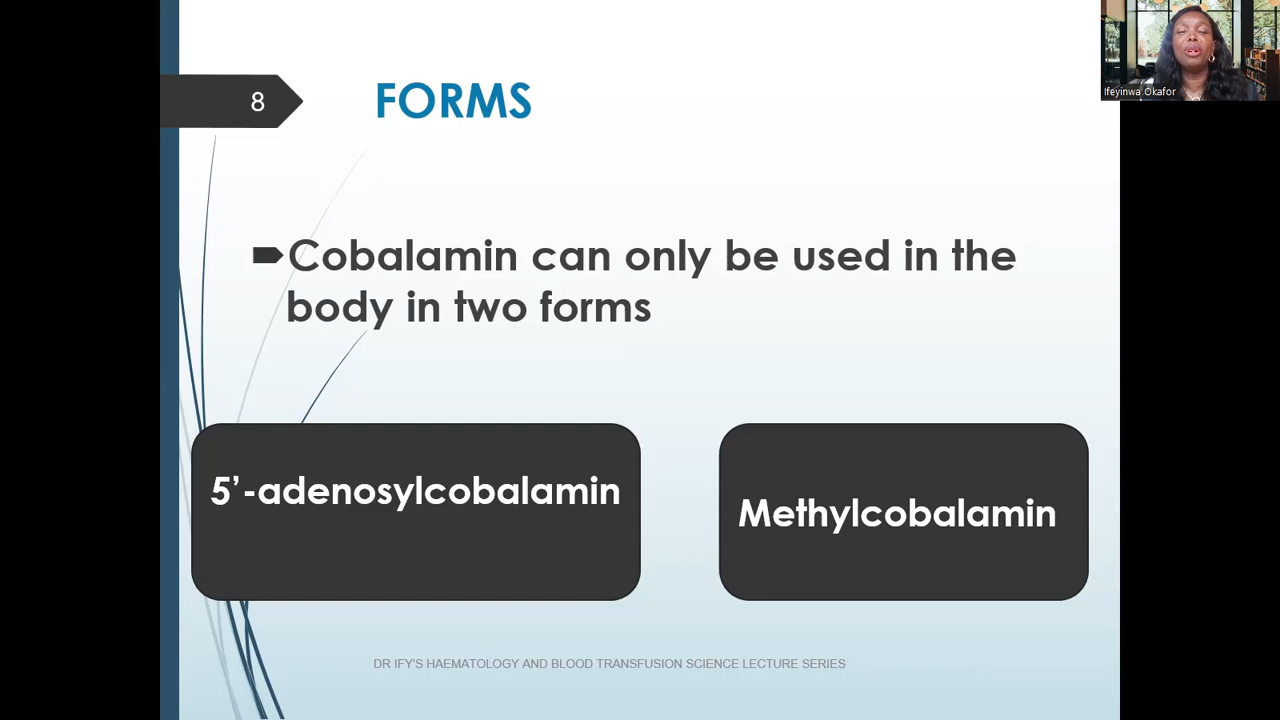 8
FORMS
Ifeyinwa Okafor
Cobalamin can only be used in the
body in two forms
5’-adenosylcobalamin
Methylcobalamin
DR IFY'S HAEMATOLOGY AND BLOOD TRANSFUSION SCIENCE LECTURE SERIES